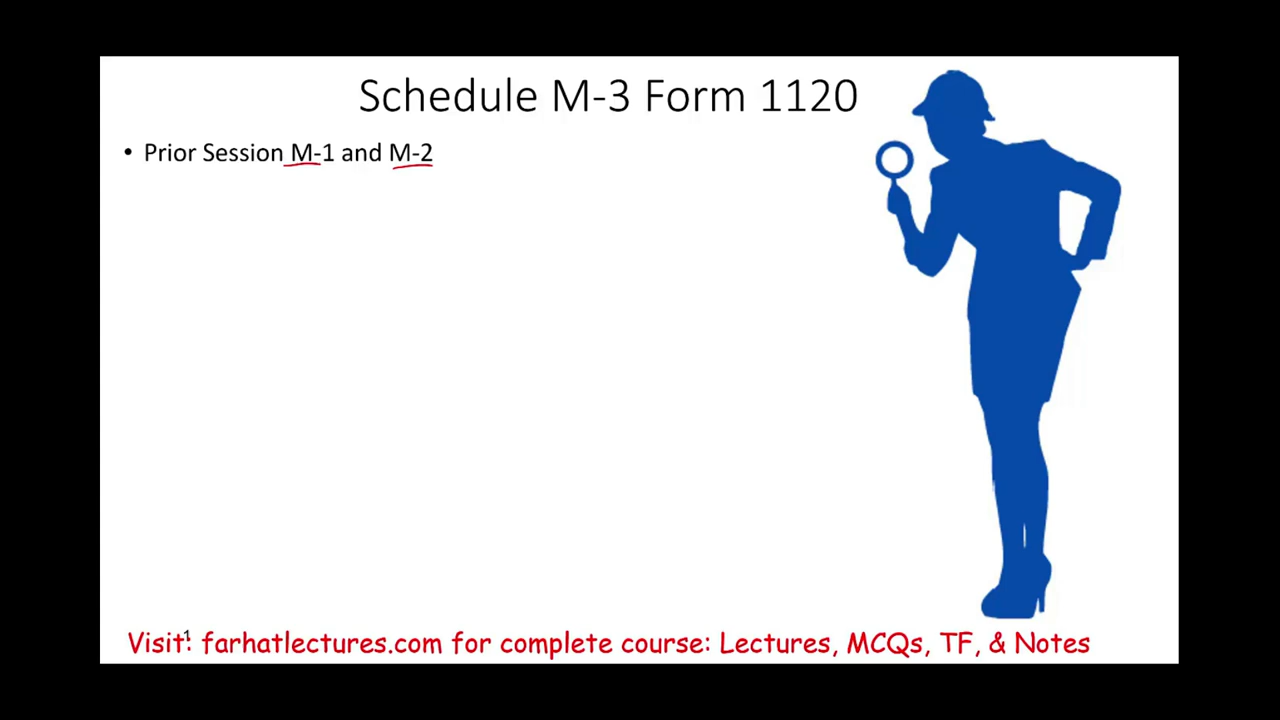 Schedule M-3 Form 1120
• Prior Session M-1 and M-2
1
Visit: farhatlectures.com for complete course: Lectures, MCQs, TF, & Notes